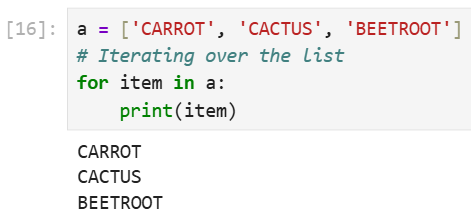 [16]: a = ['CARROT', 'CACTUS', 'BEETROOT']
# Iterating over the list
for item in a:
    print(item)
CARROT
CACTUS
BEETROOT